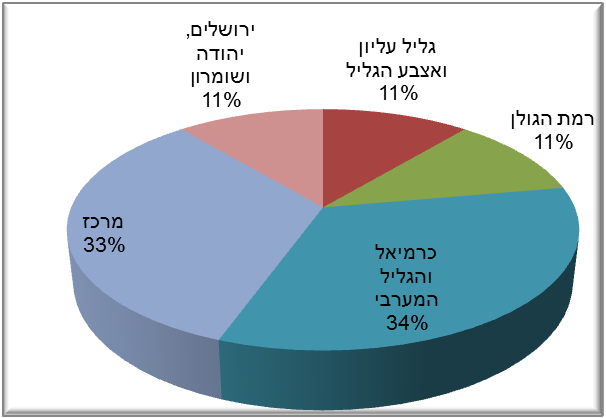 ירושלים,
יהודה
ושומרון
11%
גליל עליון
ואצבע הגליל
11%
רמת הגולן
11%
מרכז
33%
כרמיאל
והגליל
המערבי
34%